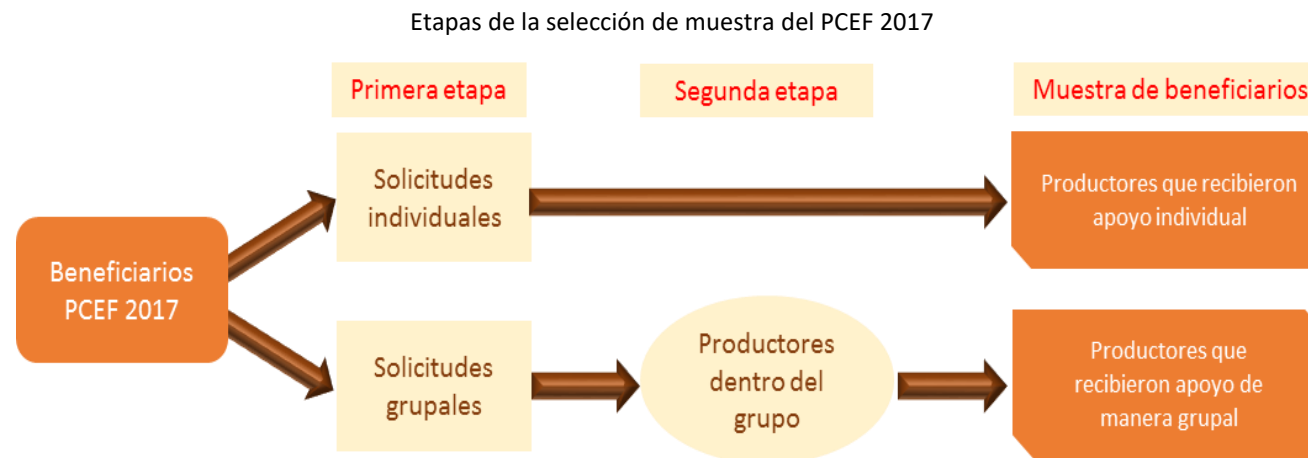 Etapas de la selección de muestra del PCEF 2017
Primera etapa
Segunda etapa
Muestra de beneficiarios
Solicitudes
individuales
Productores que recibieron
apoyo individual
Beneficiarios
PCEF 2017
Solicitudes
grupales
Productores
dentro del
grupo
Productores que
recibieron apoyo de
manera grupal